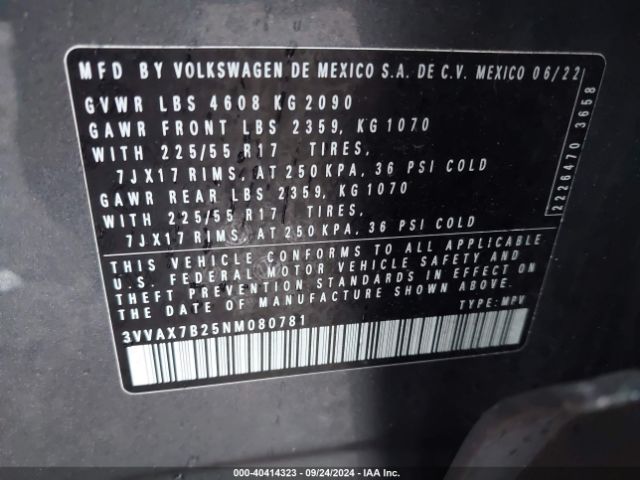 MFD BY VOLKSWAGEN DE MEXICO S.A. DE C.V. MEXICO 06/22
GVWR LBS 4608 KG 2090
GAWR FRONT LBS 2359, KG 1070
WITH 225/55 R17 TIRES,
7JX17 RIMS, AT 250 KPA, 36 PSI COLD
GAWR REAR LBS 2359, KG 1070
WITH 225/55 R17 TIRES,
7JX17 RIMS, AT 250 KPA, 36 PSI COLD
2226470 3658
THIS VEHICLE CONFORMS TO ALL APPLICABLE
U.S. FEDERAL MOTOR VEHICLE SAFETY AND
THEFT PREVENTION STANDARDS IN EFFECT ON
THE DATE OF MANUFACTURE SHOWN ABOVE.
3VVAX7B25NM080781
TYPE: MPV
000-40414323 - 09/24/2024 - IAA Inc.